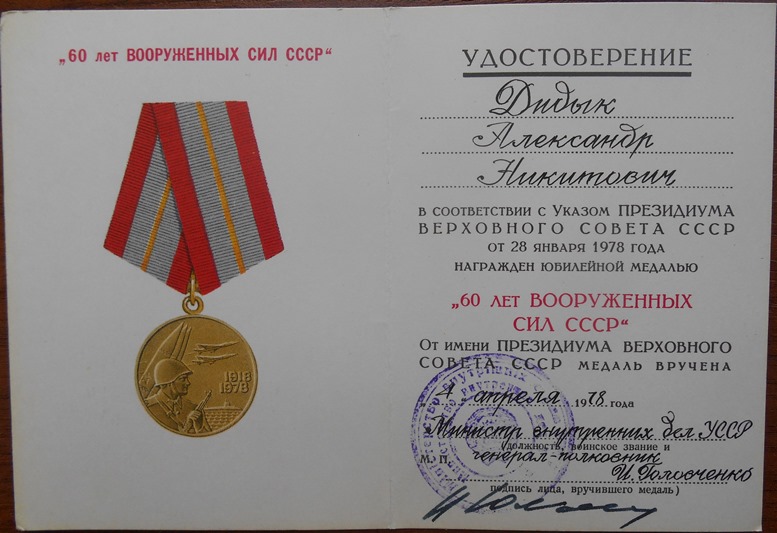 „60 лет ВООРУЖЕННЫХ СИЛ СССР“
1918
1978
УДОСТОВЕРЕНИЕ
Дидык
Александр
Никитович
в соответствии с Указом ПРЕЗИДИУМА
ВЕРХОВНОГО СОВЕТА СССР
от 28 января 1978 года
награжден юбилейной медалью
„60 лет ВООРУЖЕННЫХ
СИЛ СССР“
От имени ПРЕЗИДИУМА ВЕРХОВНОГО
СОВЕТА СССР медаль вручена
4 апреля 1978 года
Министр внутренних дел УССР
(должность, воинское звание и
М. П. генерал-полковник
И. Головченко
подпись лица, вручившего медаль)